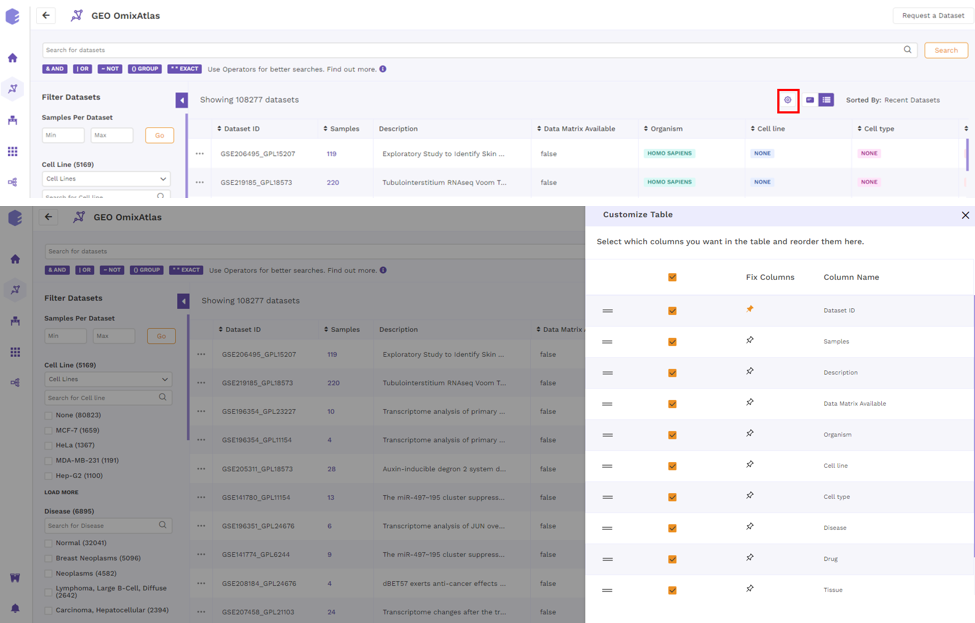 GEO OmixAtlas
Request a Dataset
Search for datasets
Search
& AND
| OR
~ NOT
() GROUP
" " EXACT
Use Operators for better searches. Find out more.
Filter Datasets
Showing 108277 datasets
Sorted By: Recent Datasets
Samples Per Dataset
Min
Max
Go
Dataset ID
Samples
Description
Data Matrix Available
Organism
Cell line
Cell type
GSE206495_GPL15207
119
Exploratory Study to Identify Skin ...
false
HOMO SAPIENS
NONE
NONE
Cell Line (5169)
Cell Lines
GSE219185_GPL18573
220
TubuloInterstitium RNAseq Voom T...
false
HOMO SAPIENS
NONE
NONE
Search for Cell line
GEO OmixAtlas
Search for datasets
& AND
| OR
~ NOT
() GROUP
" " EXACT
Use Operators for better searches. Find out more.
Filter Datasets
Showing 108277 datasets
Samples Per Dataset
Min
Max
Go
Dataset ID
Samples
Description
Data Matrix
GSE206495_GPL15207
119
Exploratory Study to Identify Skin ...
false
Cell Line (5169)
Cell Lines
GSE219185_GPL18573
220
TubuloInterstitium RNAseq Voom T...
false
Search for Cell line
None (80823)
GSE196354_GPL23227
10
Transcriptome analysis of primary ...
false
MCF-7 (1659)
HeLa (1367)
GSE196354_GPL11154
4
Transcriptome analysis of primary ...
false
MDA-MB-231 (1191)
Hep-G2 (1100)
GSE205311_GPL18573
28
Auxin-inducible degron 2 system d...
false
LOAD MORE
GSE141780_GPL11154
13
The miR-497-195 cluster suppress...
false
Disease (6895)
Search for Disease
GSE196351_GPL24676
6
Transcriptome analysis of JUN ove...
false
Normal (32041)
Breast Neoplasms (5096)
GSE141774_GPL6244
9
The miR-497-195 cluster suppress...
false
Neoplasms (4582)
Lymphoma, Large B-Cell, Diffuse
(2642)
GSE208184_GPL24676
4
dBET57 exerts anti-cancer effects ...
false
Carcinoma, Hepatocellular (2394)
GSE207458_GPL21103
24
Transcriptome changes after the tr...
false
Customize Table
Select which columns you want in the table and reorder them here.
Fix Columns
Column Name
Dataset ID
Samples
Description
Data Matrix Available
Organism
Cell line
Cell type
Disease
Drug
Tissue